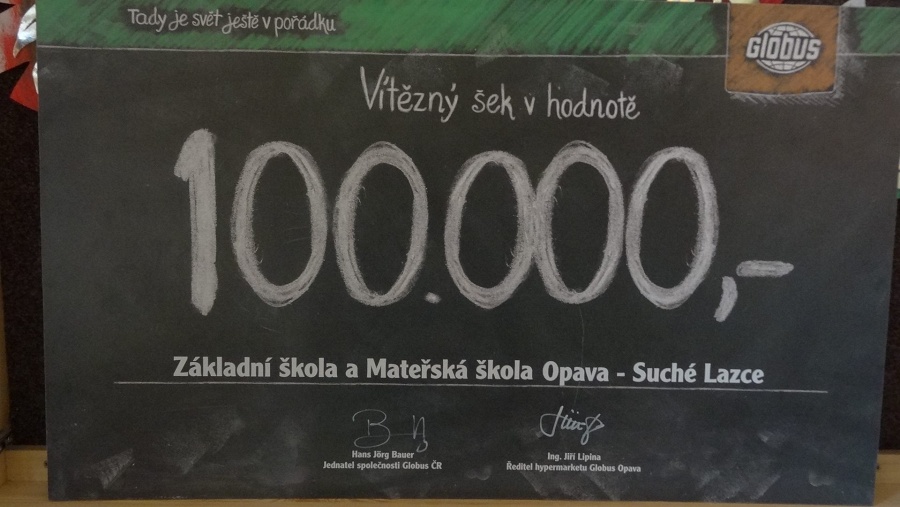 Tady je svět ještě v pořádku
GLOBUS
Vítězný šek v hodnotě
100.000,-
Základní škola a Mateřská škola Opava - Suché Lazce
Hans Jörg Bauer
Jednatel společnosti Globus ČR
Ing. Jiří Lipina
Ředitel hypermarketu Globus Opava